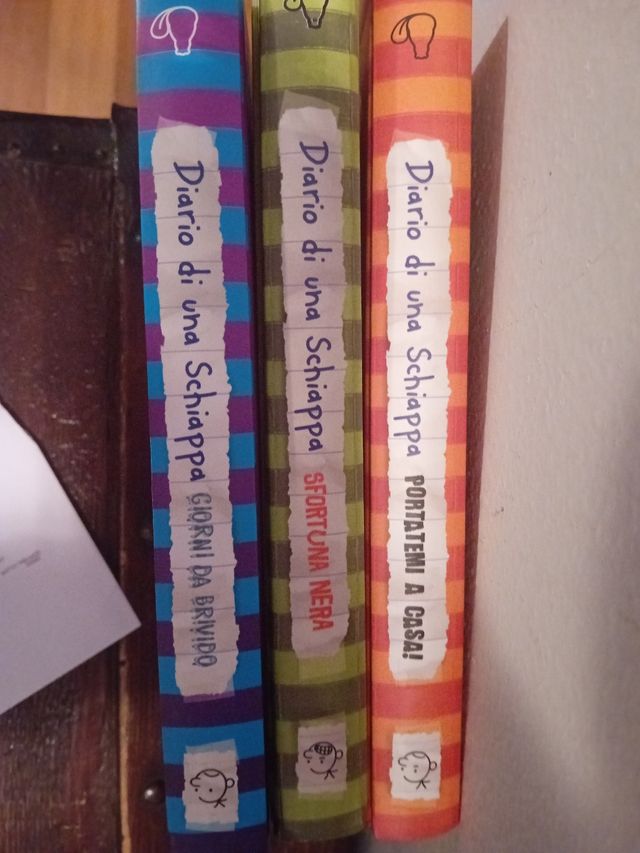 Diario di una Schiappa GIORNI DA BRIVIDO
Diario di una Schiappa SFORTUNA NERA
Diario di una Schiappa PORTATEMI A CASA!